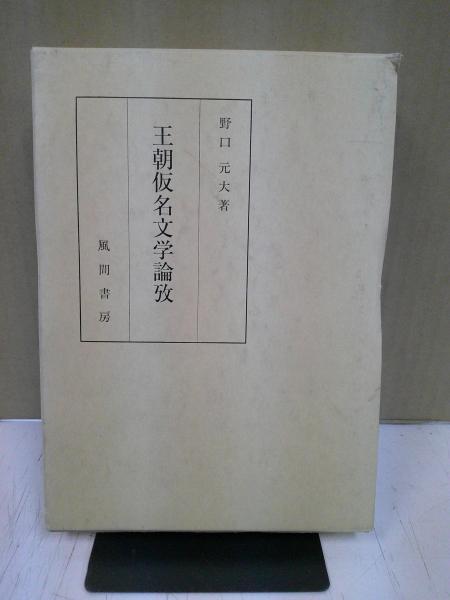 野口元大著
王朝仮名文学論攷
風間書房